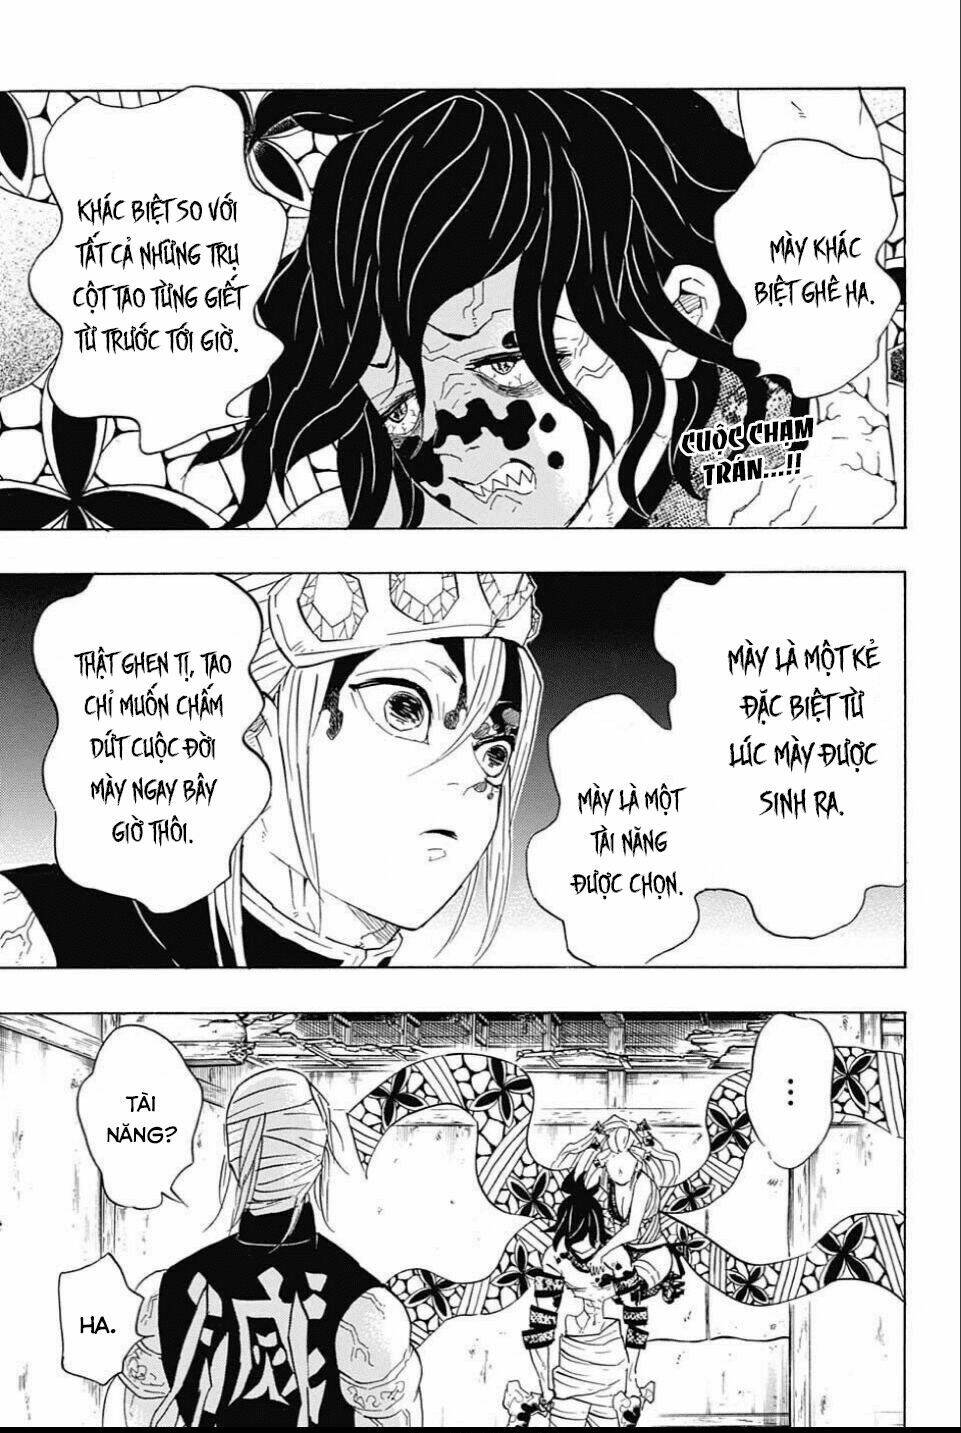 MÀY KHÁC
BIỆT GHÊ HA.
KHÁC BIỆT SO VỚI
TẤT CẢ NHỮNG TRỤ
CỘT TAO TỪNG GIẾT
TỪ TRƯỚC TỚI GIỜ.
CUỘC CHẠM
TRÁN...!!
MÀY LÀ MỘT KẺ
ĐẶC BIỆT TỪ
LÚC MÀY ĐƯỢC
SINH RA.
MÀY LÀ MỘT
TÀI NĂNG
ĐƯỢC CHỌN.
THẬT GHEN TỊ, TAO
CHỈ MUỐN CHẤM
DỨT CUỘC ĐỜI
MÀY NGAY BÂY
GIỜ THÔI.
...
TÀI
NĂNG?
HA.
滅